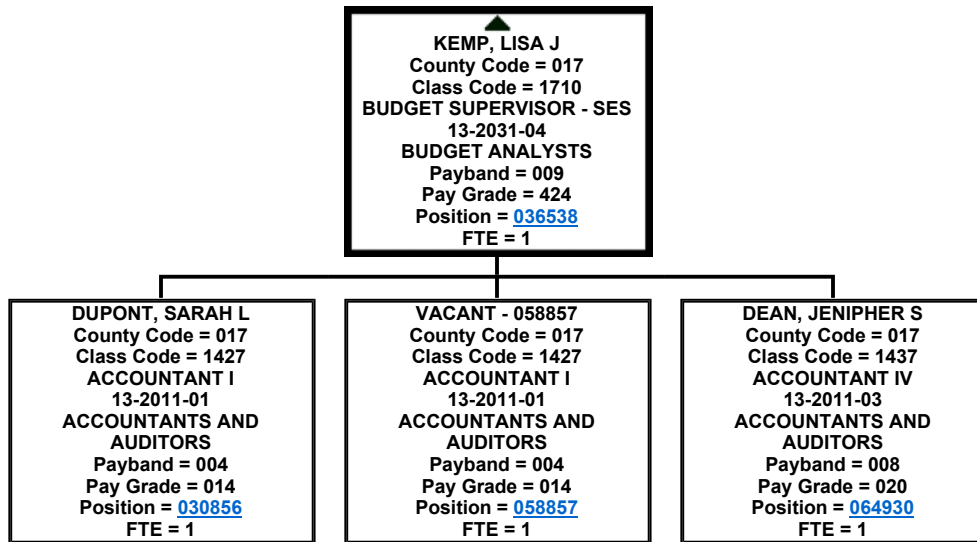 KEMP, LISA J
County Code = 017
Class Code = 1710
BUDGET SUPERVISOR - SES
13-2031-04
BUDGET ANALYSTS
Payband = 009
Pay Grade = 424
Position = 036538
FTE = 1
DUPONT, SARAH L
County Code = 017
Class Code = 1427
ACCOUNTANT I
13-2011-01
ACCOUNTANTS AND
AUDITORS
Payband = 004
Pay Grade = 014
Position = 030856
FTE = 1
VACANT - 058857
County Code = 017
Class Code = 1427
ACCOUNTANT I
13-2011-01
ACCOUNTANTS AND
AUDITORS
Payband = 004
Pay Grade = 014
Position = 058857
FTE = 1
DEAN, JENIPHER S
County Code = 017
Class Code = 1437
ACCOUNTANT IV
13-2011-03
ACCOUNTANTS AND
AUDITORS
Payband = 008
Pay Grade = 020
Position = 064930
FTE = 1